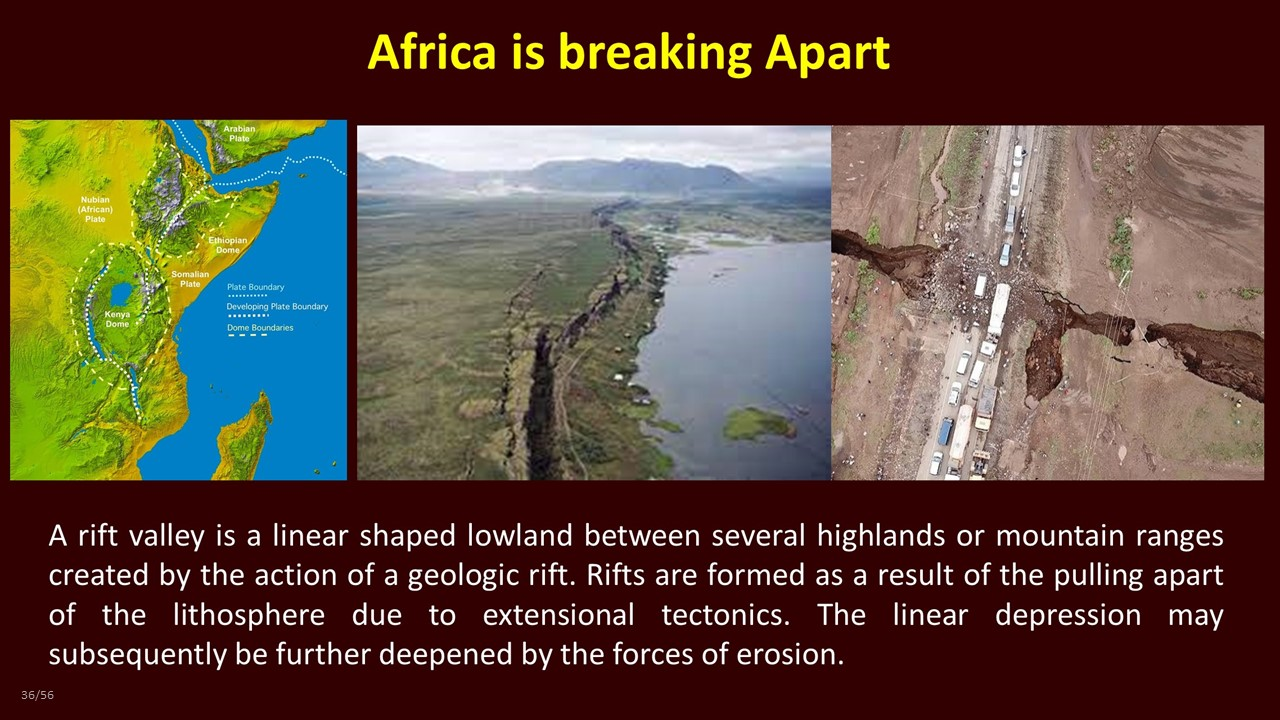 Africa is breaking Apart
Arabian
Plate
Nubian
(African)
Plate
Ethiopian
Dome
Somalian
Plate
Kenya
Dome
Plate Boundary
Developing Plate Boundary
Dome Boundaries
A rift valley is a linear shaped lowland between several highlands or mountain ranges
created by the action of a geologic rift. Rifts are formed as a result of the pulling apart
of the lithosphere due to extensional tectonics. The linear depression may
subsequently be further deepened by the forces of erosion.
36/56